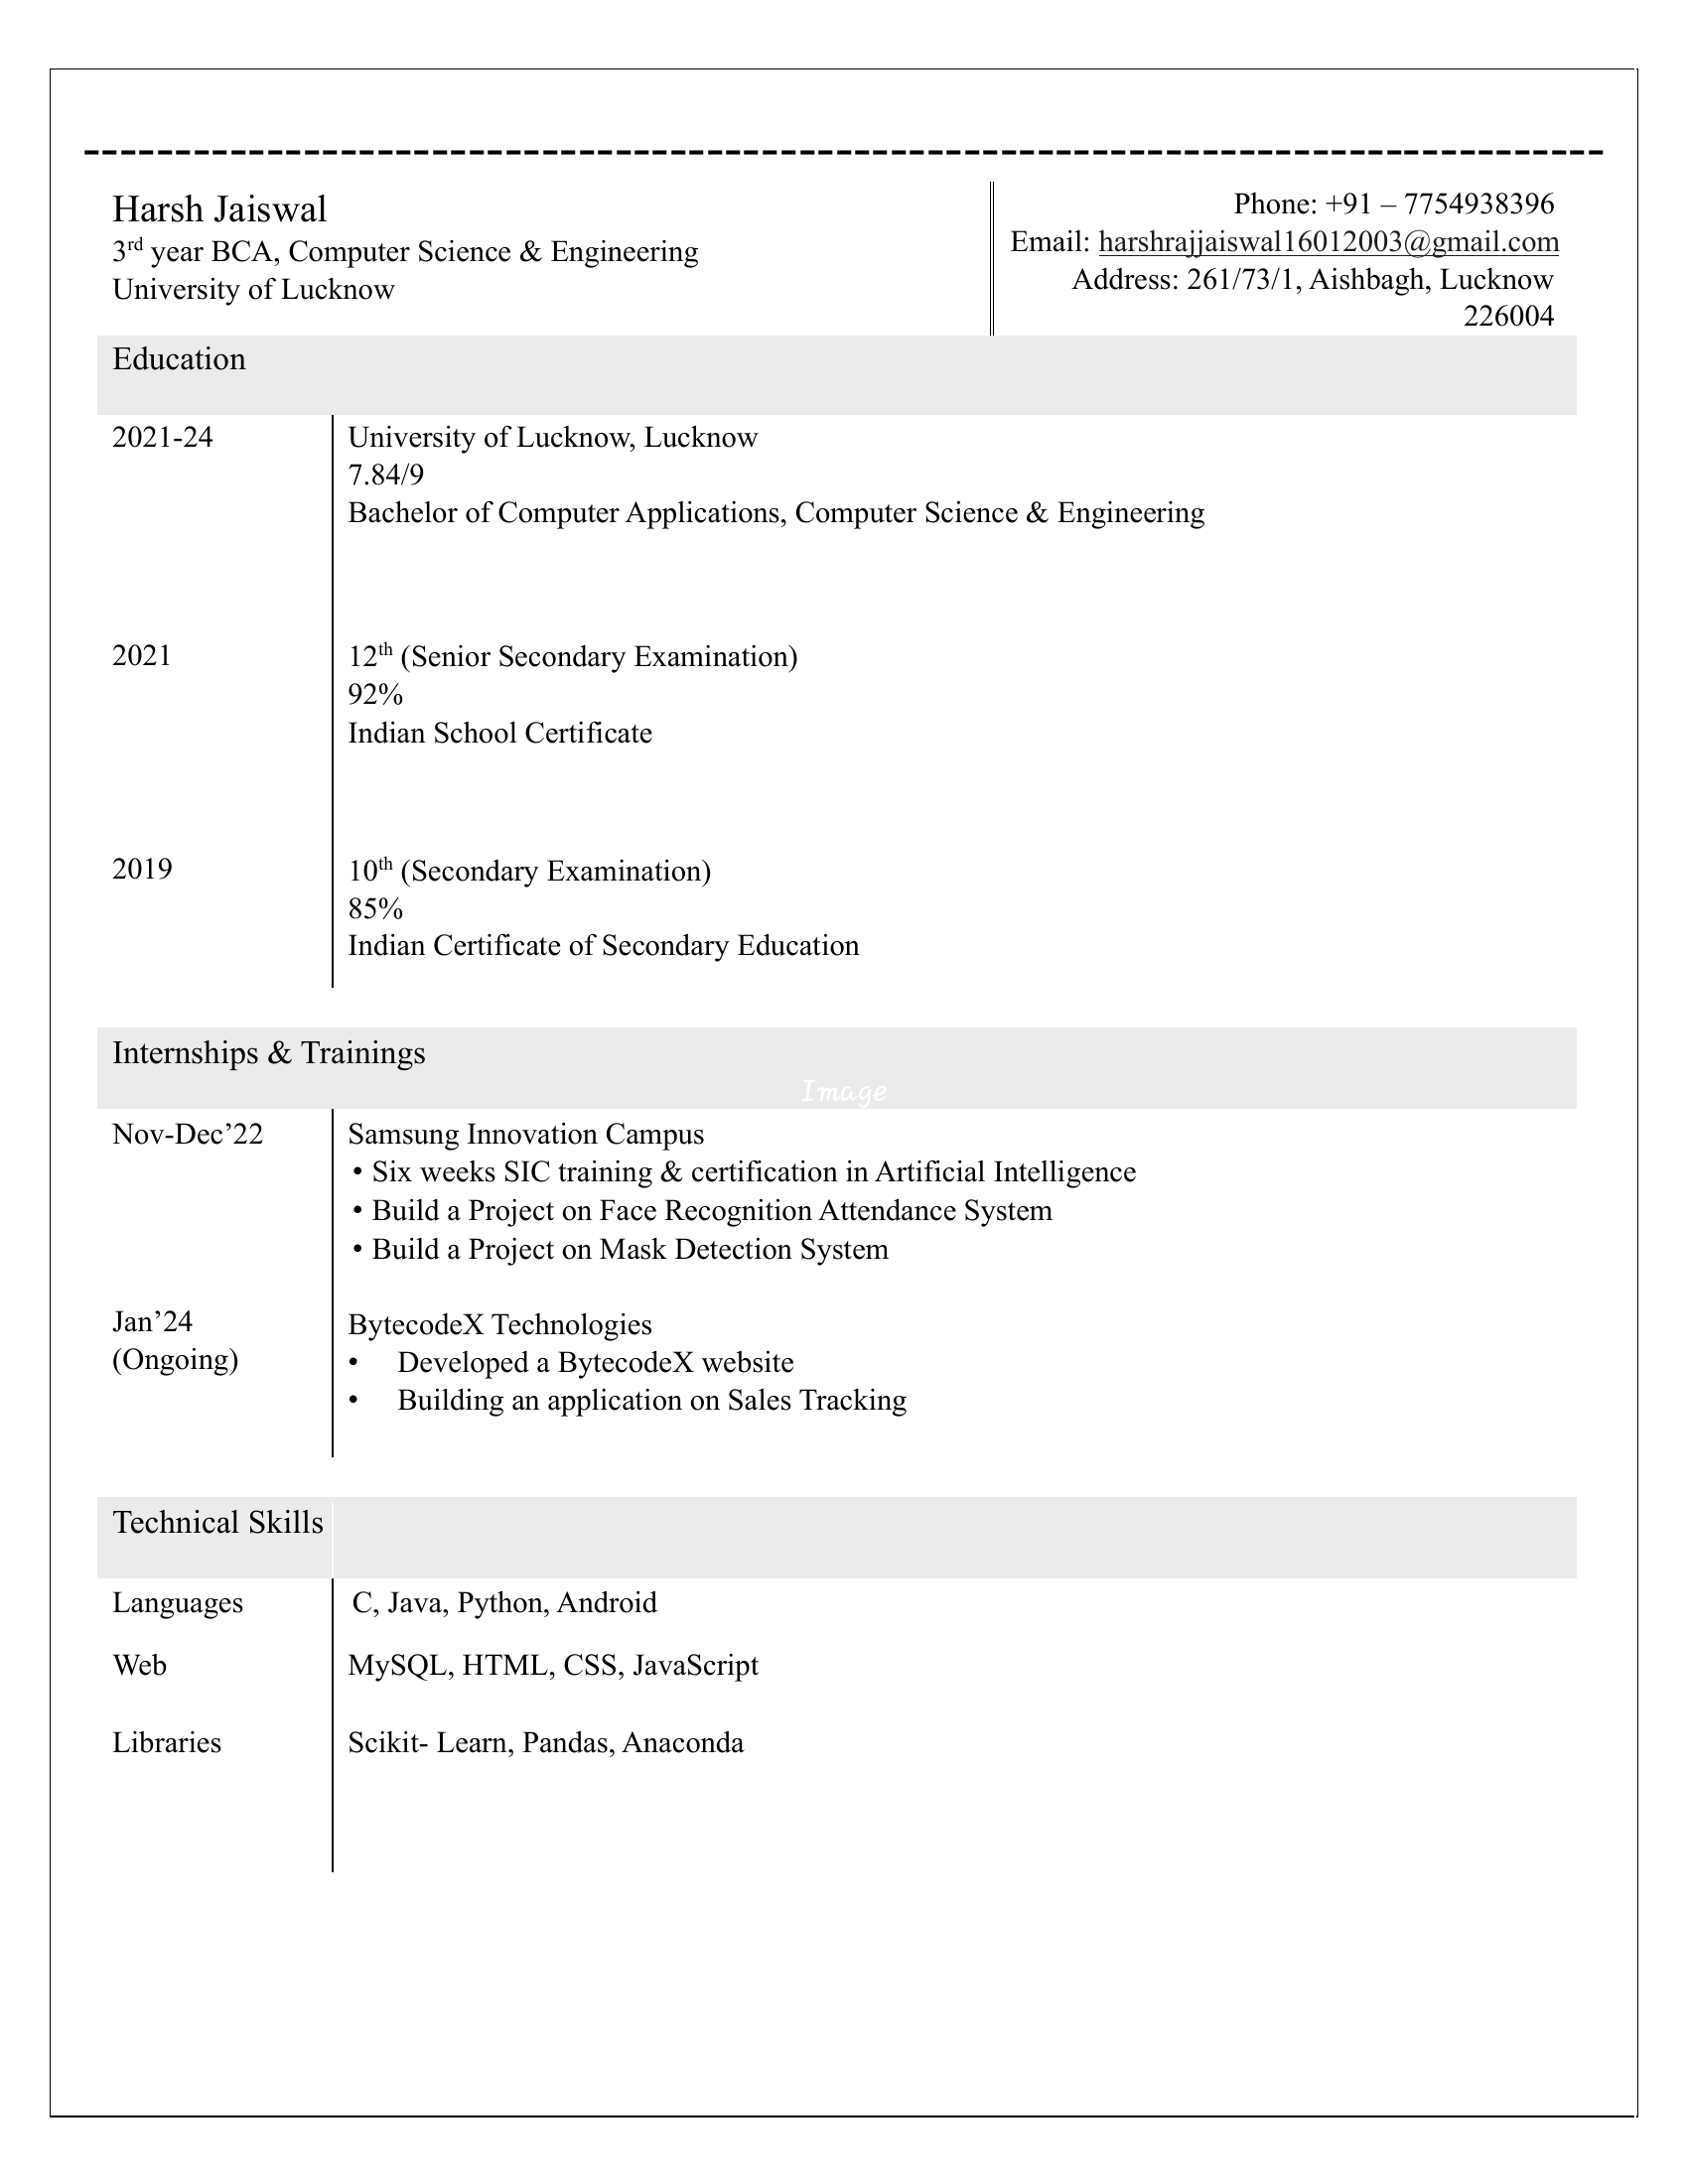 Harsh Jaiswal
3rd year BCA, Computer Science & Engineering
University of Lucknow
Phone: +91 – 7754938396
Email: harshrajjaiswal16012003@gmail.com
Address: 261/73/1, Aishbagh, Lucknow
226004
Education
2021-24
University of Lucknow, Lucknow
7.84/9
Bachelor of Computer Applications, Computer Science & Engineering
2021
12th (Senior Secondary Examination)
92%
Indian School Certificate
2019
10th (Secondary Examination)
85%
Indian Certificate of Secondary Education
Internships & Trainings
Image
Nov-Dec’22
Samsung Innovation Campus
• Six weeks SIC training & certification in Artificial Intelligence
• Build a Project on Face Recognition Attendance System
• Build a Project on Mask Detection System
Jan’24
(Ongoing)
BytecodeX Technologies
• Developed a BytecodeX website
• Building an application on Sales Tracking
Technical Skills
Languages
C, Java, Python, Android
Web
MySQL, HTML, CSS, JavaScript
Libraries
Scikit- Learn, Pandas, Anaconda